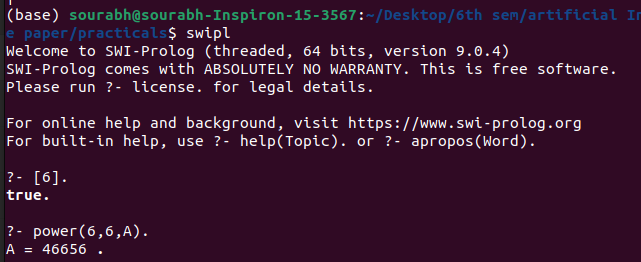 (base) sourabh@sourabh-Inspiron-15-3567:~/Desktop/6th sem/artificial In
e paper/practicals$ swipl
Welcome to SWI-Prolog (threaded, 64 bits, version 9.0.4)
SWI-Prolog comes with ABSOLUTELY NO WARRANTY. This is free software.
Please run ?- license. for legal details.
For online help and background, visit https://www.swi-prolog.org
For built-in help, use ?- help(Topic). or ?- apropos(Word).
?- [6].
true.
?- power(6,6,A).
A = 46656 .